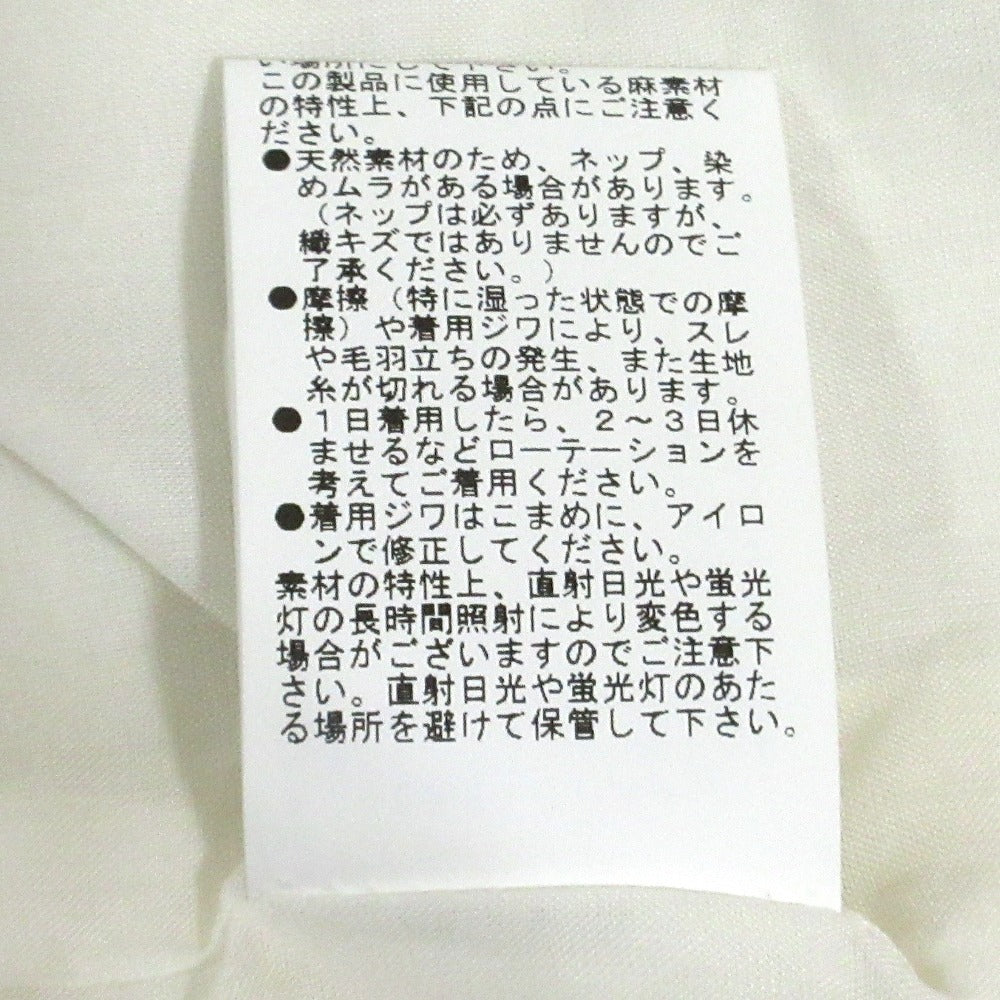 この製品に使用している麻素材
の特性上、下記の点にご注意く
ださい。
●天然素材のため、ネップ、染
めムラがある場合があります。
（ネップは必ずありますが、
織キズではありませんのでご
了承ください。）
●摩擦（特に湿った状態での摩
擦）や着用ジワにより、スレ
や毛羽立ちの発生、また生地
糸が切れる場合があります。
●１日着用したら、２～３日休
ませるなどローテーションを
考えてご着用ください。
●着用ジワはこまめに、アイロ
ンで修正してください。
素材の特性上、直射日光や蛍光
灯の長時間照射により変色する
場合がございますのでご注意下
さい。直射日光や蛍光灯のあた
る場所を避けて保管して下さい。